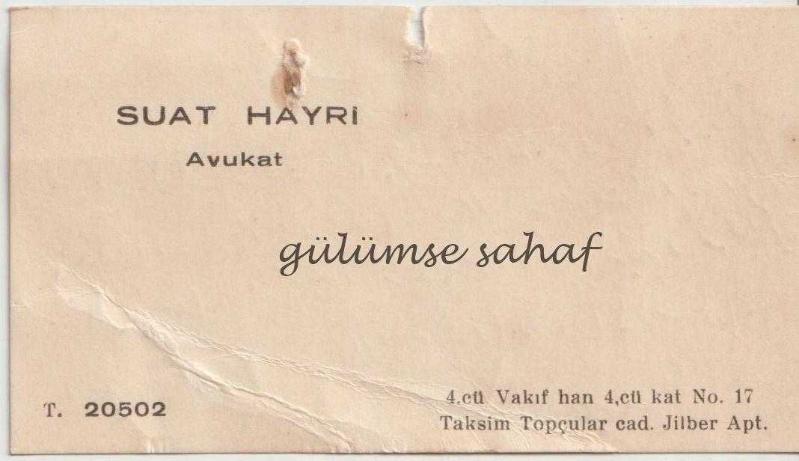 SUAT HAYRİ
Avukat
gülümse sahaf
T. 20502
4.cü Vakıf han 4,cü kat No. 17
Taksim Topçular cad. Jilber Apt.